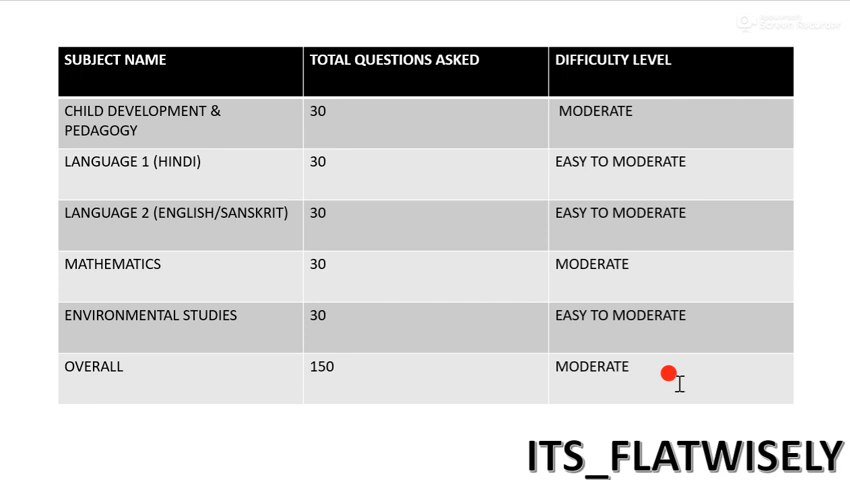 Screen Recorder
SUBJECT NAME TOTAL QUESTIONS ASKED DIFFICULTY LEVEL
CHILD DEVELOPMENT & 30 MODERATE
PEDAGOGY
LANGUAGE 1 (HINDI) 30 EASY TO MODERATE
LANGUAGE 2 (ENGLISH/SANSKRIT) 30 EASY TO MODERATE
MATHEMATICS 30 MODERATE
ENVIRONMENTAL STUDIES 30 EASY TO MODERATE
OVERALL 150 MODERATE
ITS_FLATWISELY